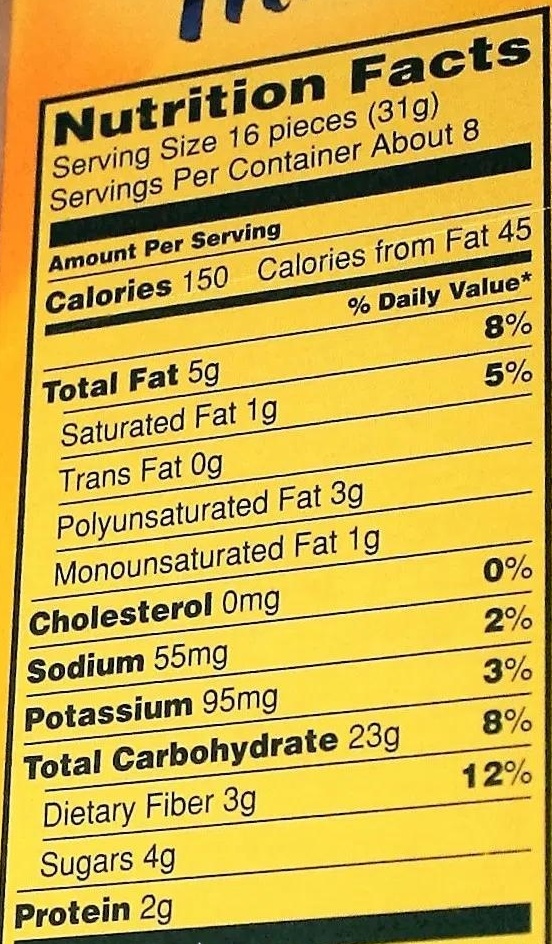 Nutrition Facts
Serving Size 16 pieces (31g)
Servings Per Container About 8
Amount Per Serving
Calories 150 Calories from Fat 45
% Daily Value*
Total Fat 5g 8%
Saturated Fat 1g 5%
Trans Fat 0g
Polyunsaturated Fat 3g
Monounsaturated Fat 1g
Cholesterol 0mg 0%
Sodium 55mg 2%
Potassium 95mg 3%
Total Carbohydrate 23g 8%
Dietary Fiber 3g 12%
Sugars 4g
Protein 2g